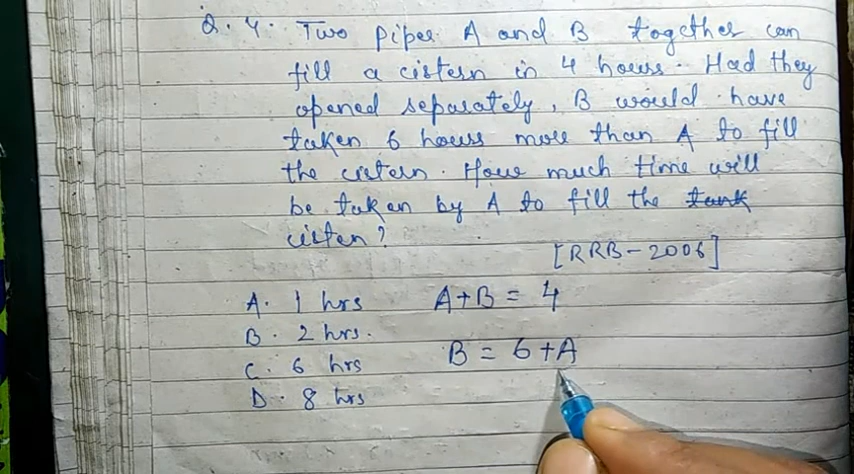 Q. 4. Two pipes A and B together can
fill a cistern in 4 hours. Had they
opened separately, B would have
taken 6 hours more than A to fill
the cistern. How much time will
be taken by A to fill the tank
cisten?
[RRB-2006]
A. 1 hrs
A+B = 4
B. 2 hrs.
B = 6+A
C. 6 hrs
D. 8 hrs